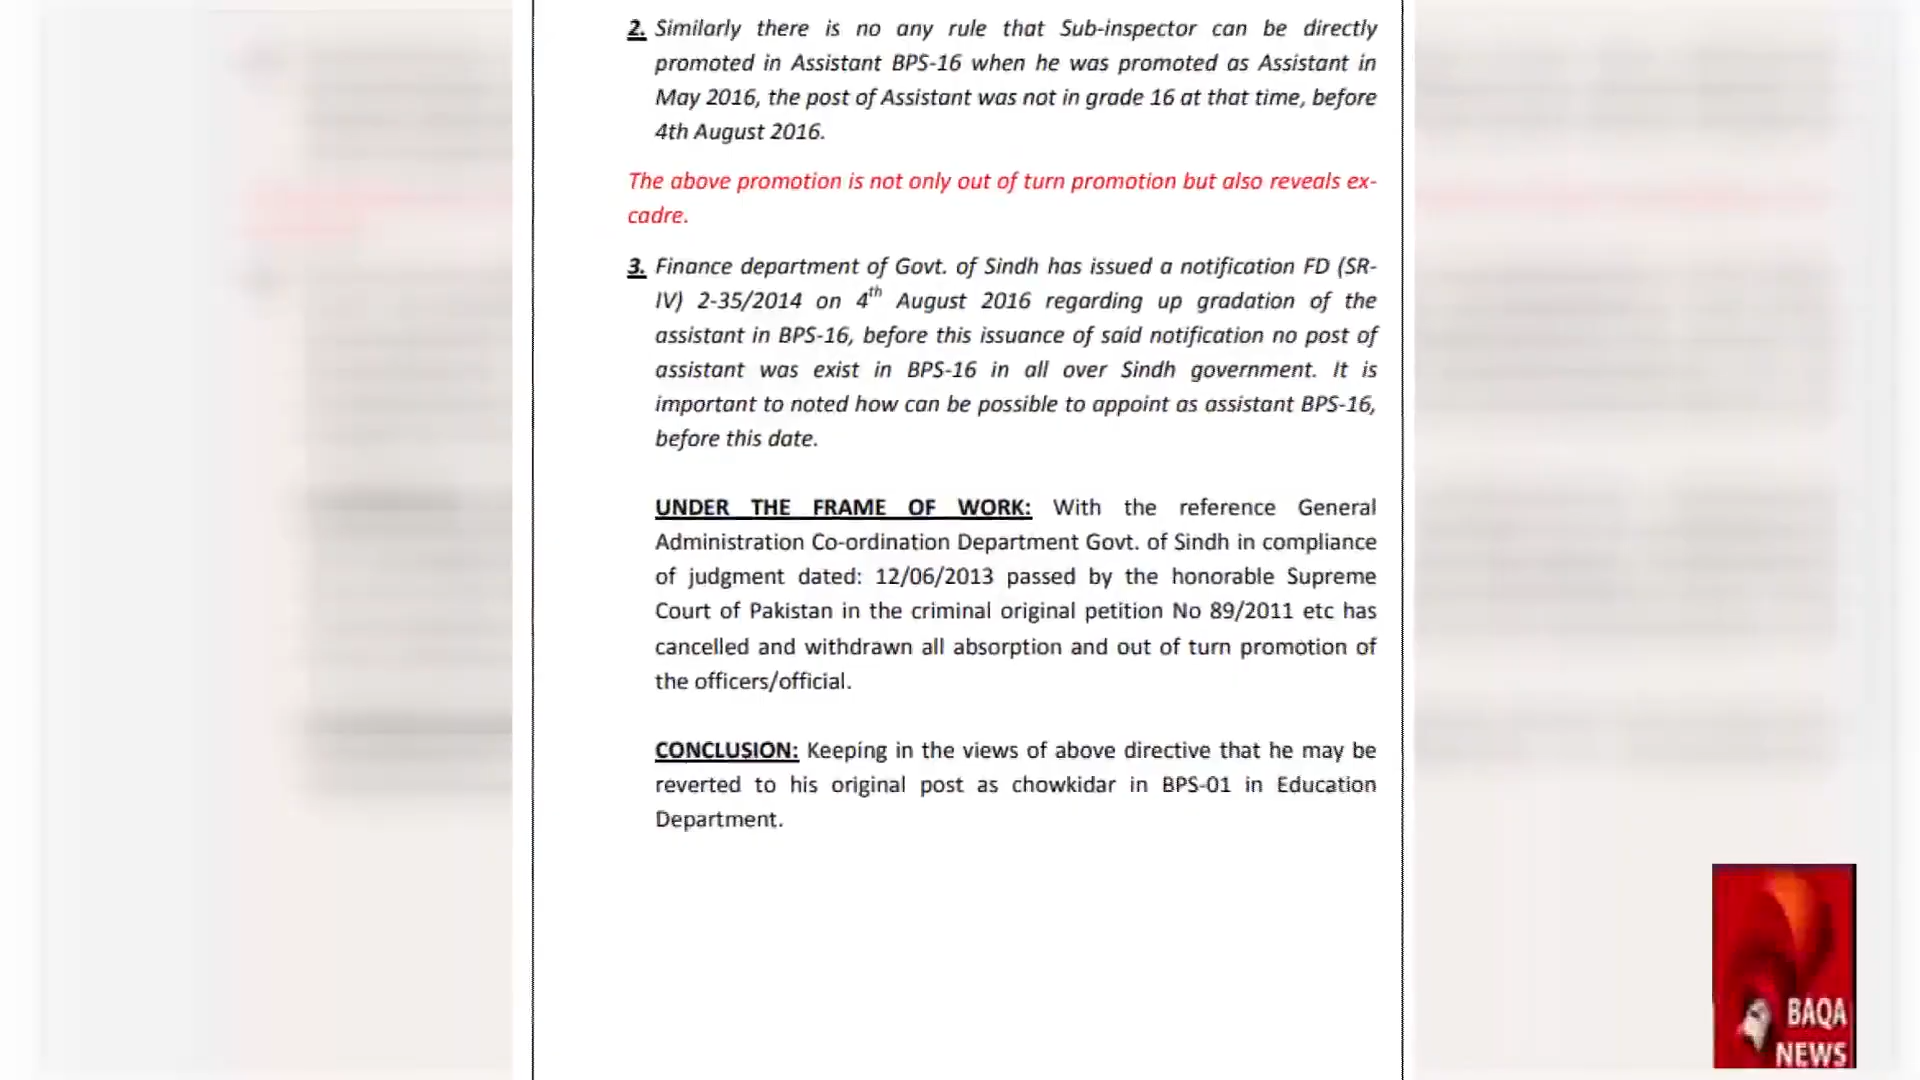 2. Similarly there is no any rule that Sub-inspector can be directly
promoted in Assistant BPS-16 when he was promoted as Assistant in
May 2016, the post of Assistant was not in grade 16 at that time, before
4th August 2016.
The above promotion is not only out of turn promotion but also reveals ex-
cadre.
3. Finance department of Govt. of Sindh has issued a notification FD (SR-
IV) 2-35/2014 on 4th August 2016 regarding up gradation of the
assistant in BPS-16, before this issuance of said notification no post of
assistant was exist in BPS-16 in all over Sindh government. It is
important to noted how can be possible to appoint as assistant BPS-16,
before this date.
UNDER THE FRAME OF WORK: With the reference General
Administration Co-ordination Department Govt. of Sindh in compliance
of judgment dated: 12/06/2013 passed by the honorable Supreme
Court of Pakistan in the criminal original petition No 89/2011 etc has
cancelled and withdrawn all absorption and out of turn promotion of
the officers/official.
CONCLUSION: Keeping in the views of above directive that he may be
reverted to his original post as chowkidar in BPS-01 in Education
Department.
BAQA
NEWS